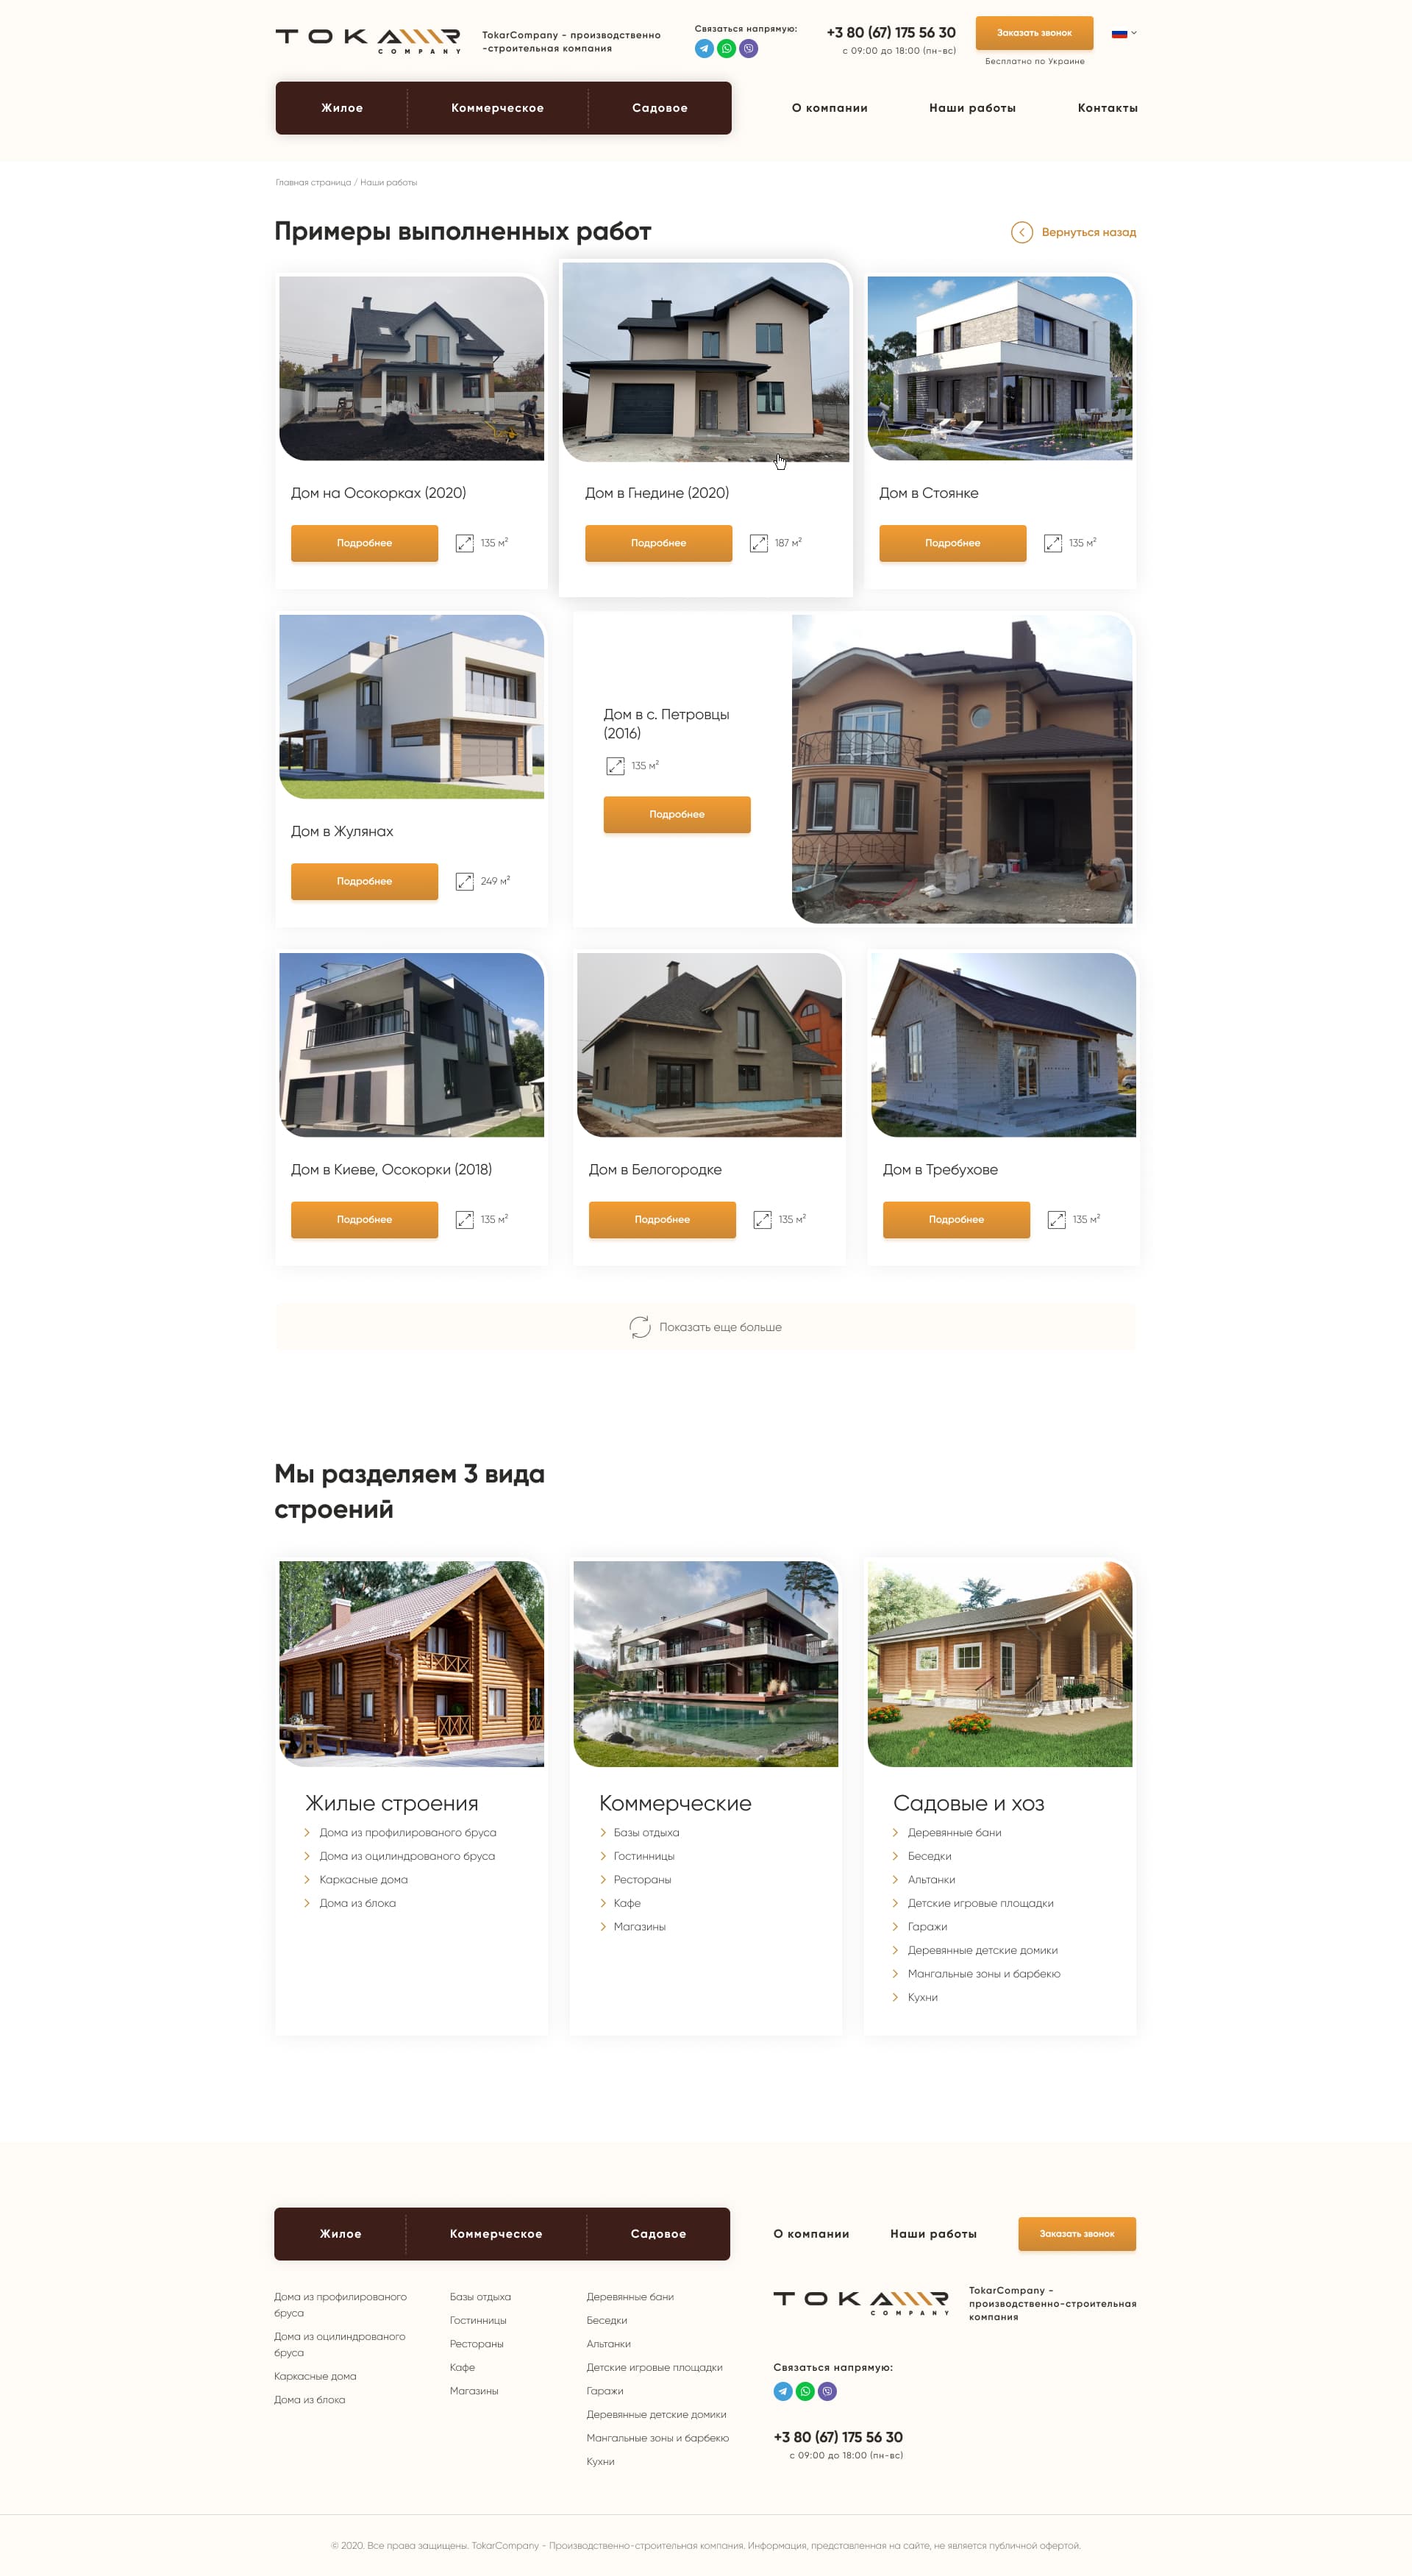 TOKAR
COMPANY
TokarCompany - производственно
-строительная компания
Связаться напрямую:
+3 80 (67) 175 56 30
с 09:00 до 18:00 (пн-вс)
Заказать звонок
Бесплатно по Украине
Жилое
Коммерческое
Садовое
О компании
Наши работы
Контакты
Главная страница / Наши работы
Примеры выполненных работ
Вернуться назад
Дом на Осокорках (2020)
Подробнее
135 м²
Дом в Гнедине (2020)
Подробнее
187 м²
Дом в Стоянке
Подробнее
135 м²
Дом в Жулянах
Подробнее
249 м²
Дом в с. Петровцы
(2016)
135 м²
Подробнее
Дом в Киеве, Осокорки (2018)
Подробнее
135 м²
Дом в Белогородке
Подробнее
135 м²
Дом в Требухове
Подробнее
135 м²
Показать еще больше
Мы разделяем 3 вида
строений
Жилые строения
Дома из профилированого бруса
Дома из оцилиндрованого бруса
Каркасные дома
Дома из блока
Коммерческие
Базы отдыха
Гостинницы
Рестораны
Кафе
Магазины
Садовые и хоз
Деревянные бани
Беседки
Альтанки
Детские игровые площадки
Гаражи
Деревянные детские домики
Мангальные зоны и барбекю
Кухни
Жилое
Коммерческое
Садовое
О компании
Наши работы
Заказать звонок
Дома из профилированого
бруса
Дома из оцилиндрованого
бруса
Каркасные дома
Дома из блока
Базы отдыха
Гостинницы
Рестораны
Кафе
Магазины
Деревянные бани
Беседки
Альтанки
Детские игровые площадки
Гаражи
Деревянные детские домики
Мангальные зоны и барбекю
Кухни
TOKAR
COMPANY
TokarCompany -
производственно-строительная
компания
Связаться напрямую:
+3 80 (67) 175 56 30
с 09:00 до 18:00 (пн-вс)
© 2020. Все права защищены. TokarCompany - Производственно-строительная компания. Информация, представленная на сайте, не является публичной офертой.